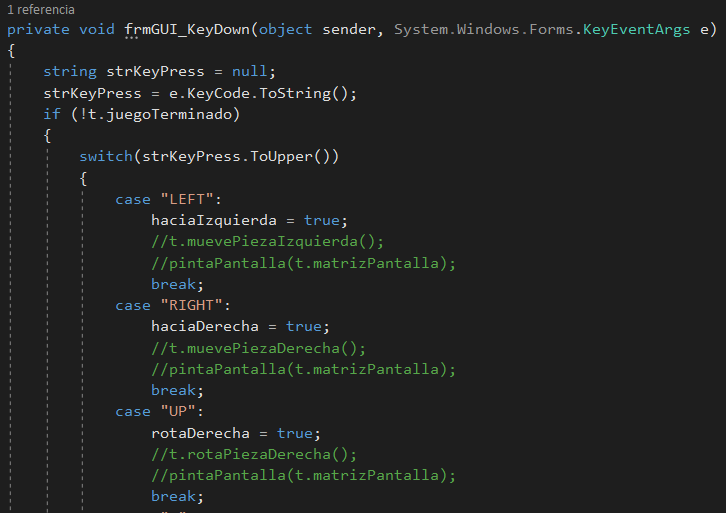 1 referencia
private void frmGUI_KeyDown(object sender, System.Windows.Forms.KeyEventArgs e)
{
string strKeyPress = null;
strKeyPress = e.KeyCode.ToString();
if (!t.juegoTerminado)
{
switch(strKeyPress.ToUpper())
{
case "LEFT":
haciaIzquierda = true;
//t.muevePiezaIzquierda();
//pintaPantalla(t.matrizPantalla);
break;
case "RIGHT":
haciaDerecha = true;
//t.muevePiezaDerecha();
//pintaPantalla(t.matrizPantalla);
break;
case "UP":
rotaDerecha = true;
//t.rotaPiezaDerecha();
//pintaPantalla(t.matrizPantalla);
break;